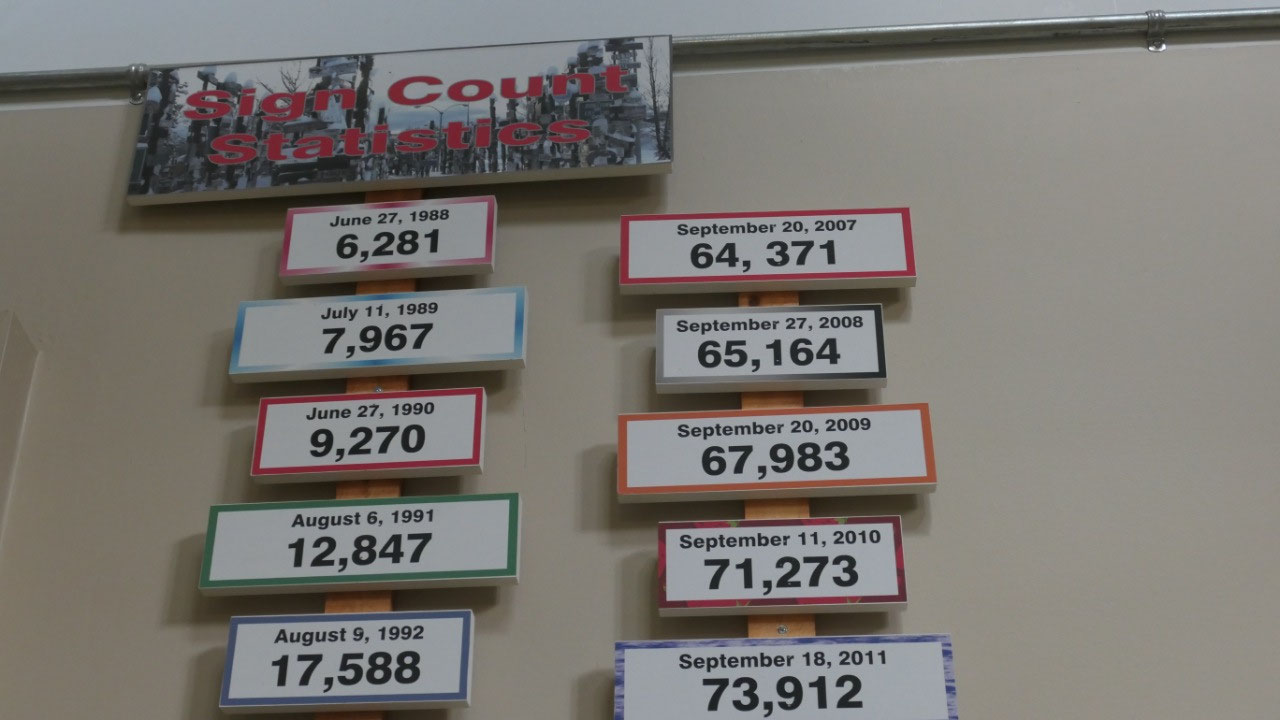 Sign Count
Statistics
June 27, 1988
6,281
July 11, 1989
7,967
June 27, 1990
9,270
August 6, 1991
12,847
August 9, 1992
17,588
September 20, 2007
64, 371
September 27, 2008
65,164
September 20, 2009
67,983
September 11, 2010
71,273
September 18, 2011
73,912